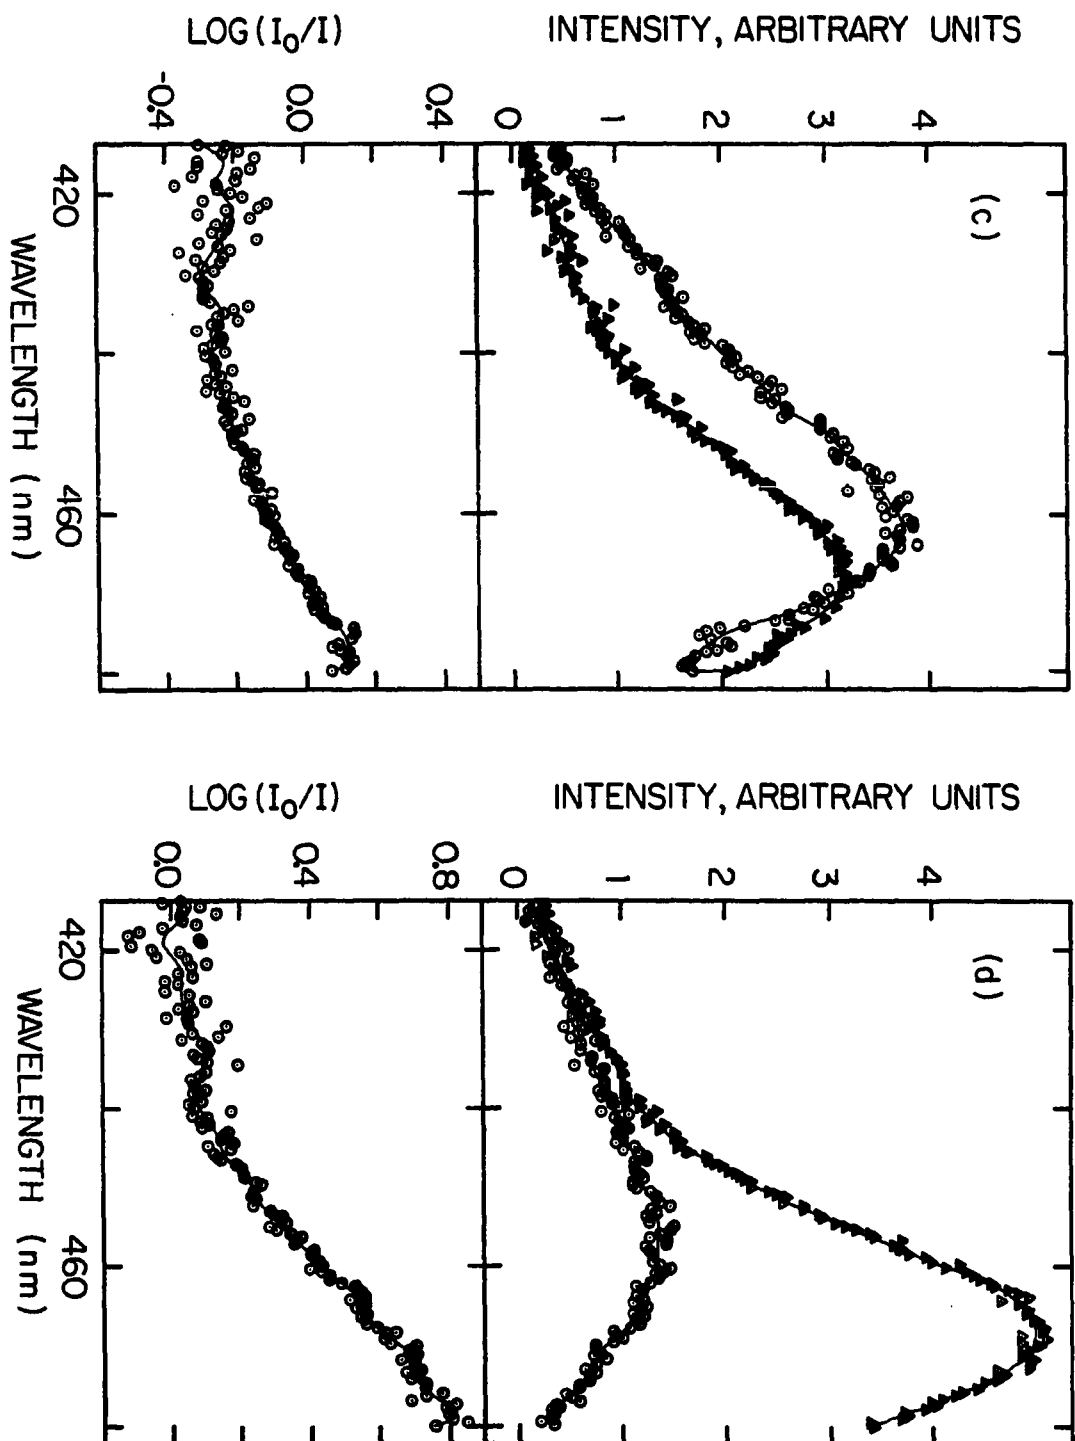 INTENSITY, ARBITRARY UNITS
LOG (I₀/I)
(c)
0
1
2
3
4
-0.4
0.0
0.4
420
460
WAVELENGTH (nm)
INTENSITY, ARBITRARY UNITS
LOG (I₀/I)
(d)
0
1
2
3
4
0.0
0.4
0.8
420
460
WAVELENGTH (nm)